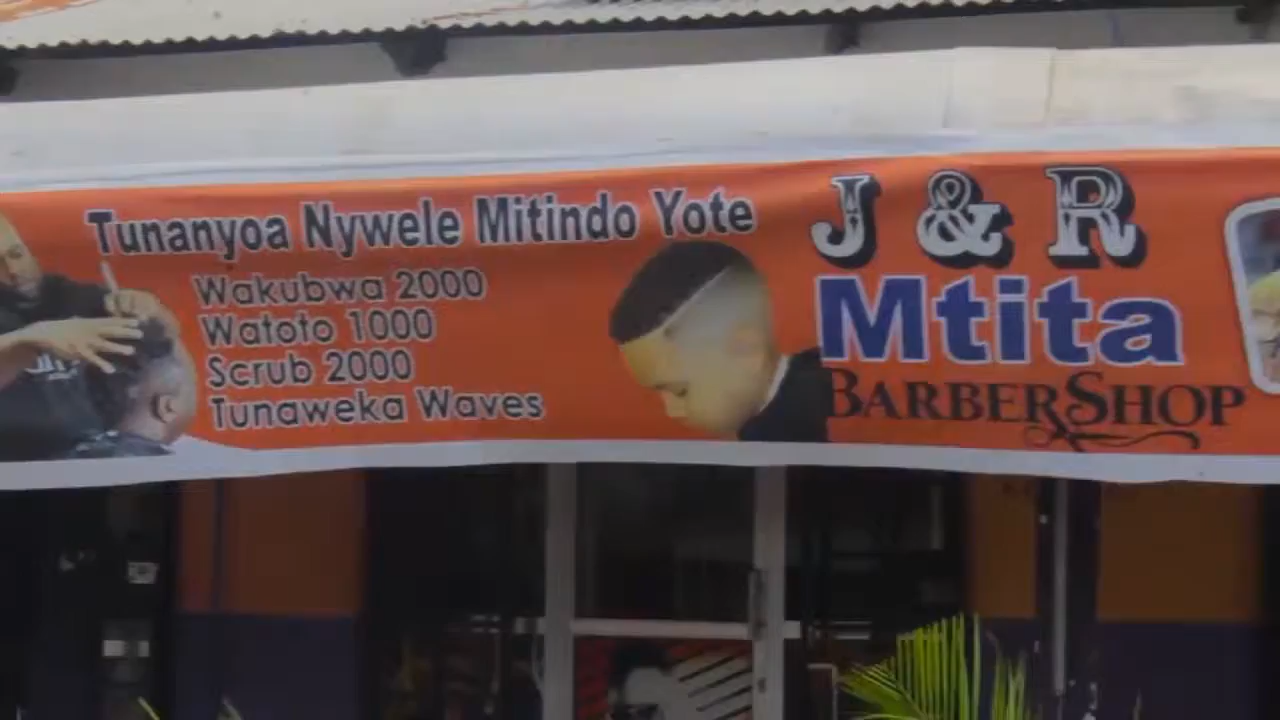 Tunanyoa Nywele Mitindo Yote
Wakubwa 2000
Watoto 1000
Scrub 2000
Tunaweka Waves
J & R
Mtita
BARBERSHOP